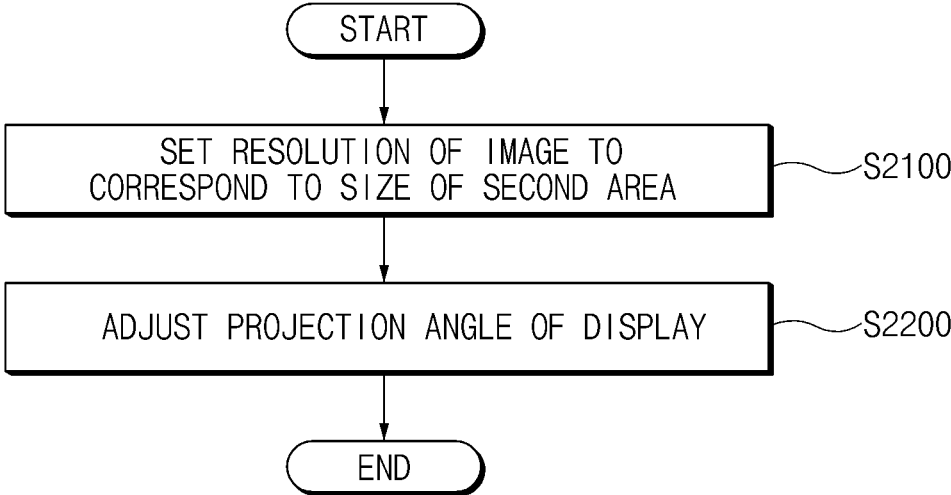 START
SET RESOLUTION OF IMAGE TO
CORRESPOND TO SIZE OF SECOND AREA
S2100
ADJUST PROJECTION ANGLE OF DISPLAY
S2200
END